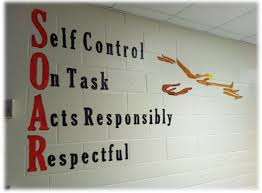 Self Control
On Task
Acts Responsibly
Respectful